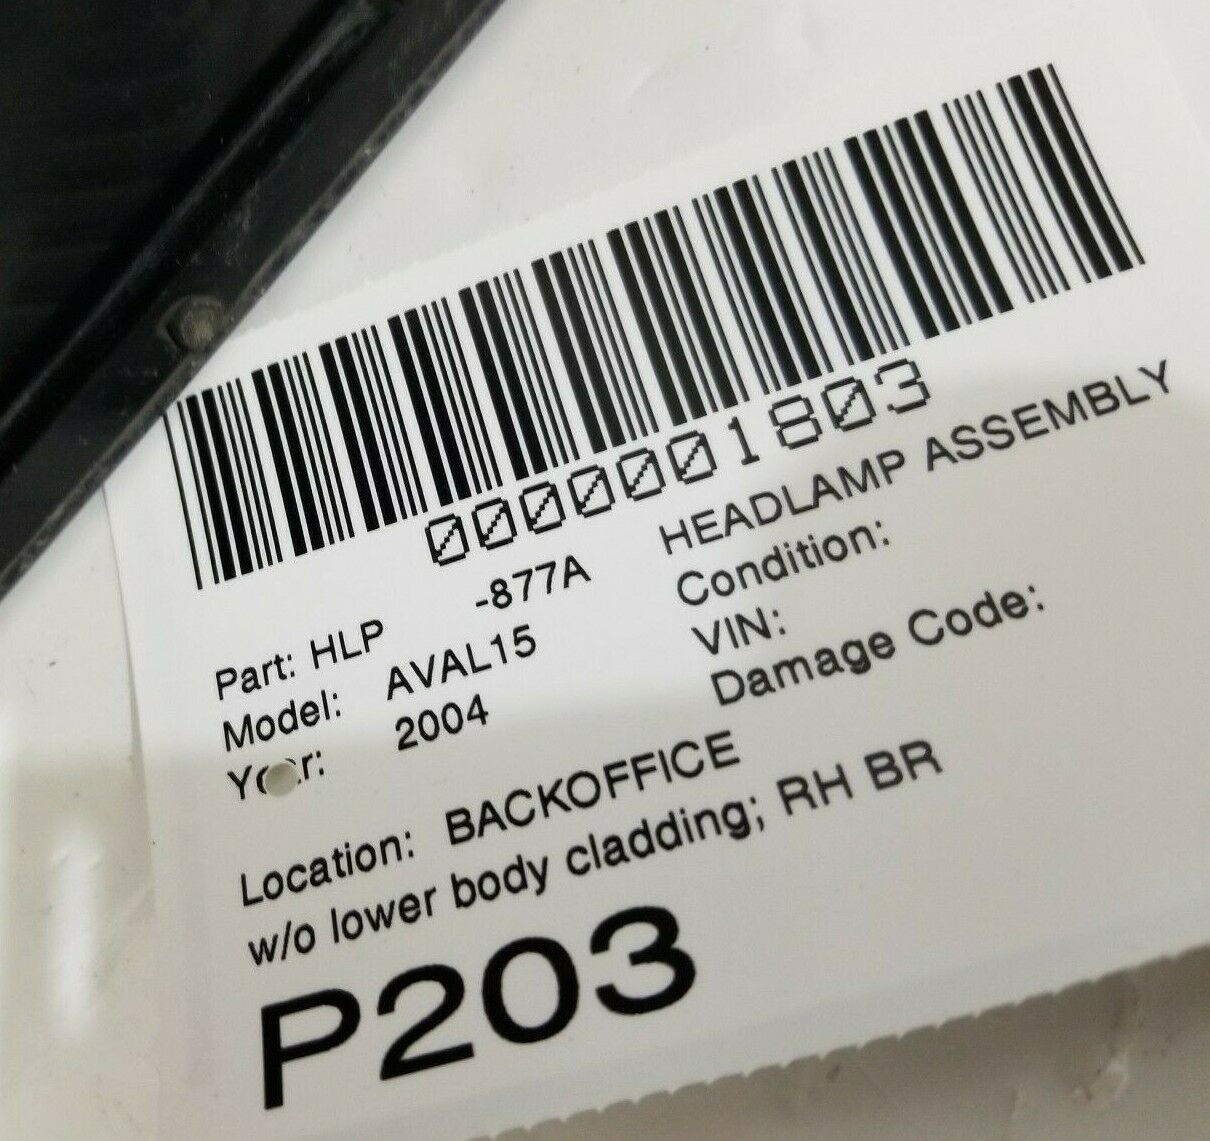 0000001803
Part: HLP -877A HEADLAMP ASSEMBLY
Model: AVAL15 Condition:
Year: 2004 VIN:
Damage Code:
Location: BACKOFFICE
w/o lower body cladding; RH BR
P203